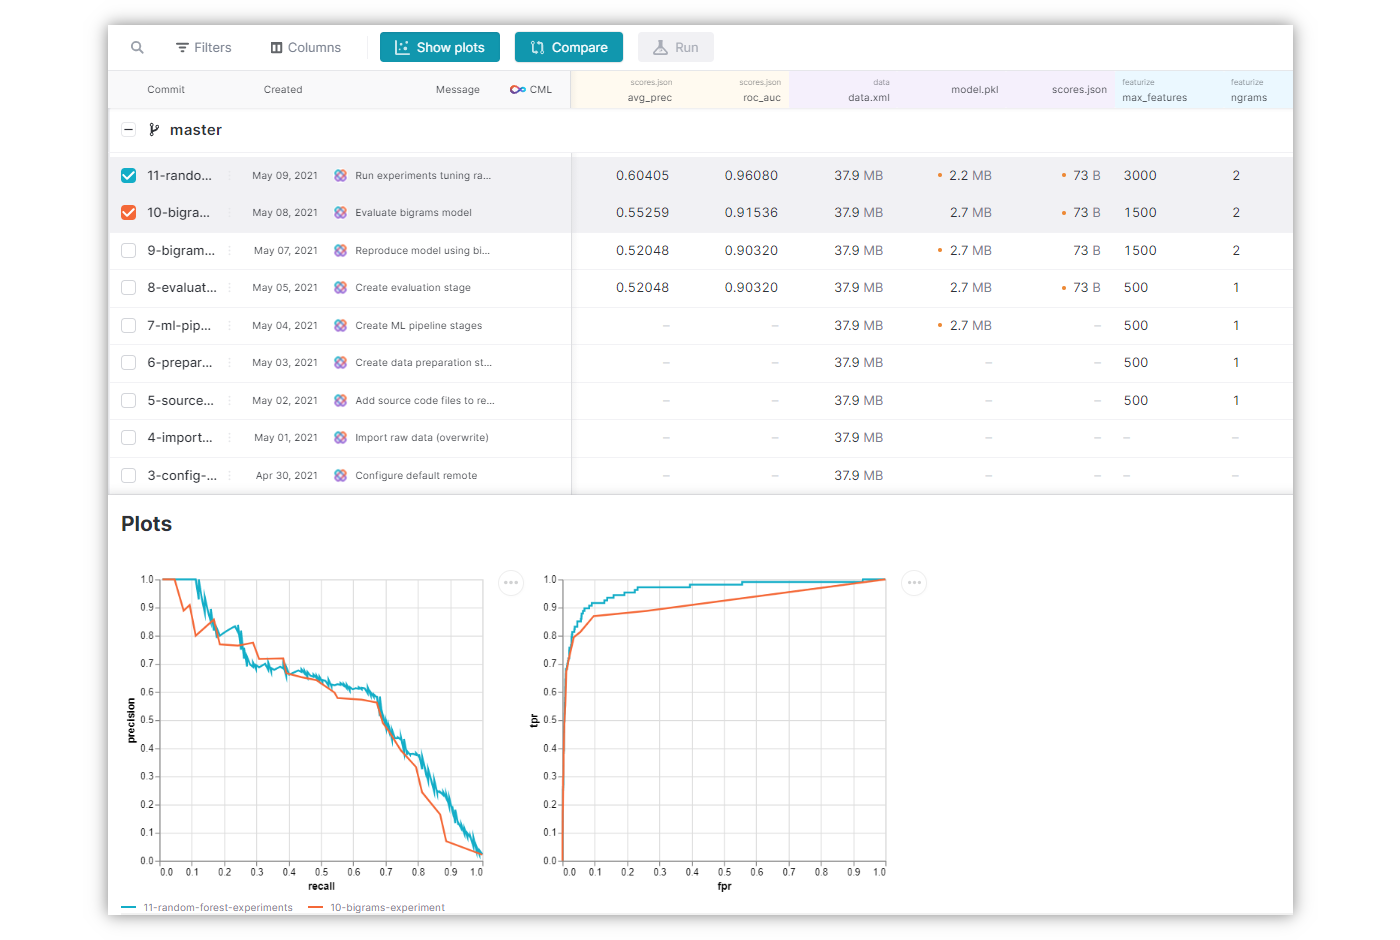 Filters Columns Show plots Compare Run
scores.json scores.json data featurize featurize
Commit Created Message CML avg_prec roc_auc data.xml model.pkl scores.json max_features ngrams
master
11-rando... May 09, 2021 Run experiments tuning ra... 0.60405 0.96080 37.9 MB 2.2 MB 73 B 3000 2
10-bigra... May 08, 2021 Evaluate bigrams model 0.55259 0.91536 37.9 MB 2.7 MB 73 B 1500 2
9-bigram... May 07, 2021 Reproduce model using bi... 0.52048 0.90320 37.9 MB 2.7 MB 73 B 1500 2
8-evaluat... May 05, 2021 Create evaluation stage 0.52048 0.90320 37.9 MB 2.7 MB 73 B 500 1
7-ml-pip... May 04, 2021 Create ML pipeline stages – – 37.9 MB 2.7 MB – 500 1
6-prepar... May 03, 2021 Create data preparation st... – – 37.9 MB – – 500 1
5-source... May 02, 2021 Add source code files to re... – – 37.9 MB – – 500 1
4-import... May 01, 2021 Import raw data (overwrite) – – 37.9 MB – – – –
3-config-... Apr 30, 2021 Configure default remote – – 37.9 MB – – – –
Plots
precision
1.0
0.9
0.8
0.7
0.6
0.5
0.4
0.3
0.2
0.1
0.0
0.0 0.1 0.2 0.3 0.4 0.5 0.6 0.7 0.8 0.9 1.0
recall
tpr
1.0
0.9
0.8
0.7
0.6
0.5
0.4
0.3
0.2
0.1
0.0
0.0 0.1 0.2 0.3 0.4 0.5 0.6 0.7 0.8 0.9 1.0
fpr
11-random-forest-experiments 10-bigrams-experiment